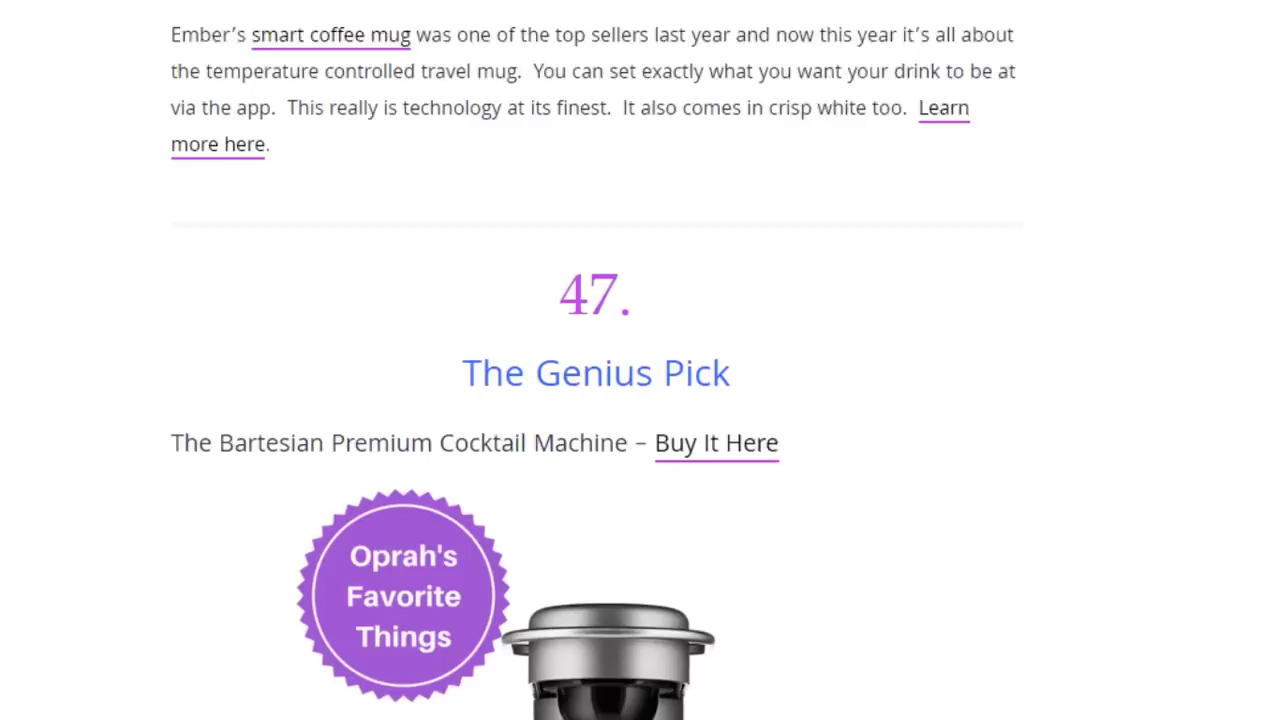 Ember’s smart coffee mug was one of the top sellers last year and now this year it’s all about
the temperature controlled travel mug.  You can set exactly what you want your drink to be at
via the app.  This really is technology at its finest.  It also comes in crisp white too.  Learn
more here.
47.
The Genius Pick
The Bartesian Premium Cocktail Machine – Buy It Here
Oprah's
Favorite
Things